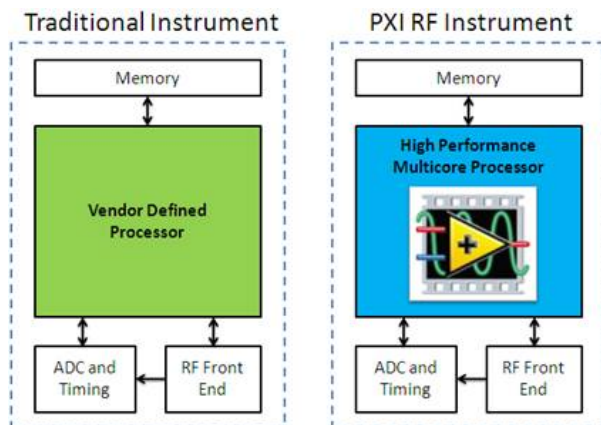 Traditional Instrument
Memory
Vendor Defined
Processor
ADC and
Timing
RF Front
End
PXI RF Instrument
Memory
High Performance
Multicore Processor
+
ADC and
Timing
RF Front
End